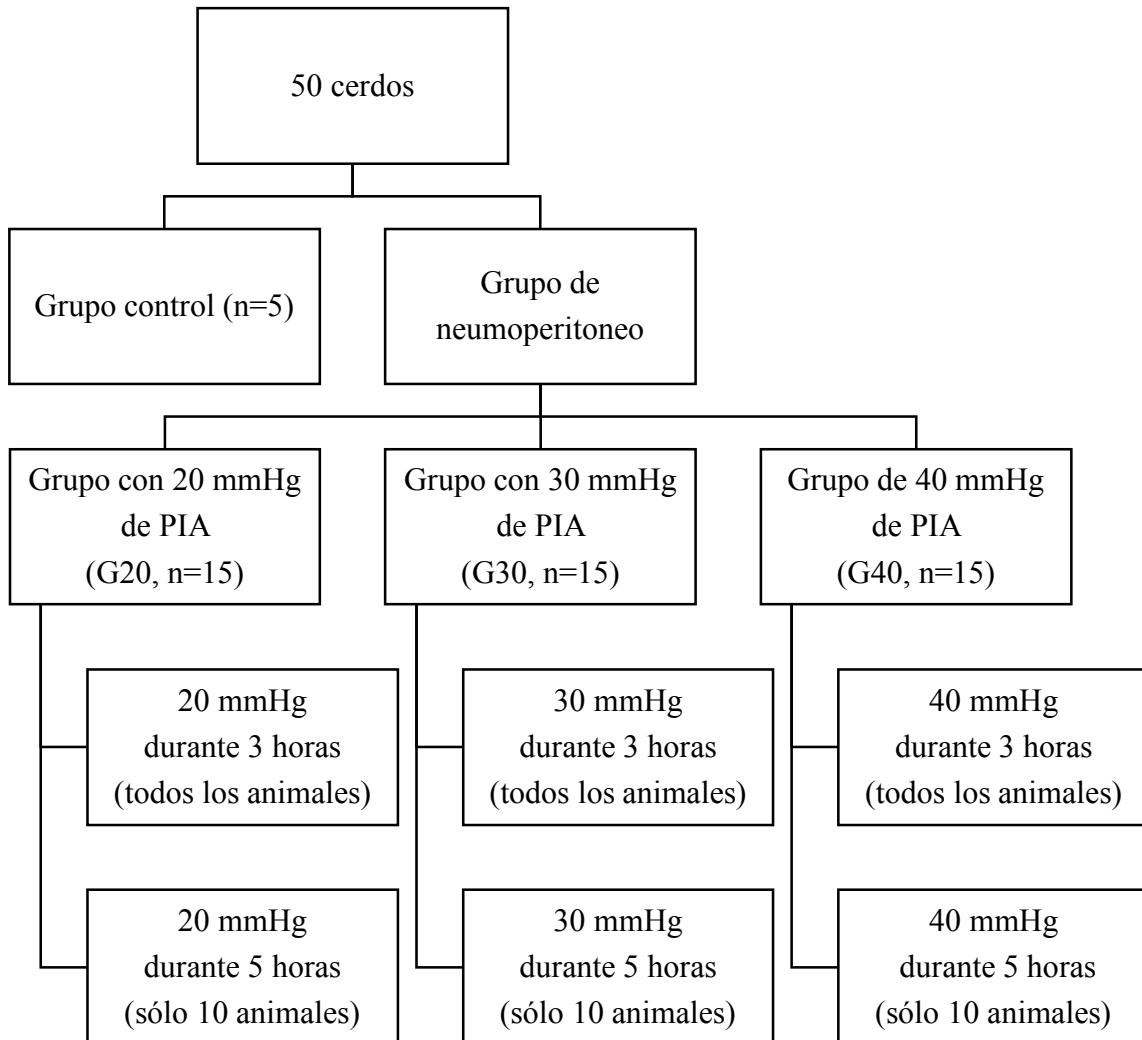 50 cerdos
Grupo control (n=5)
Grupo de
neumoperitoneo
Grupo con 20 mmHg
de PIA
(G20, n=15)
Grupo con 30 mmHg
de PIA
(G30, n=15)
Grupo de 40 mmHg
de PIA
(G40, n=15)
20 mmHg
durante 3 horas
(todos los animales)
30 mmHg
durante 3 horas
(todos los animales)
40 mmHg
durante 3 horas
(todos los animales)
20 mmHg
durante 5 horas
(sólo 10 animales)
30 mmHg
durante 5 horas
(sólo 10 animales)
40 mmHg
durante 5 horas
(sólo 10 animales)